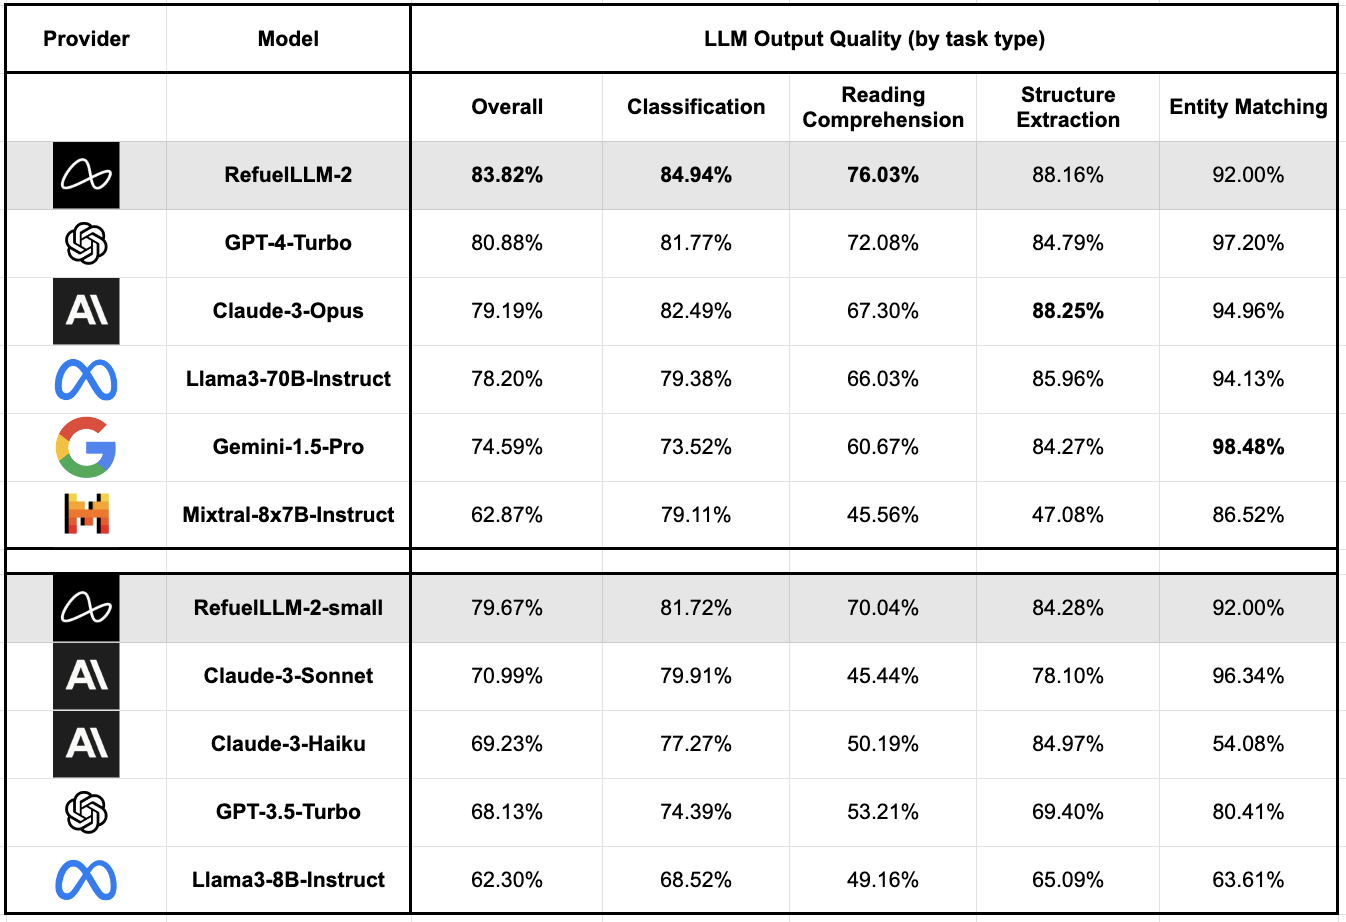 Provider Model LLM Output Quality (by task type)
Overall Classification Reading Comprehension Structure Extraction Entity Matching
RefuelLLM-2 83.82% 84.94% 76.03% 88.16% 92.00%
GPT-4-Turbo 80.88% 81.77% 72.08% 84.79% 97.20%
AI Claude-3-Opus 79.19% 82.49% 67.30% 88.25% 94.96%
Llama3-70B-Instruct 78.20% 79.38% 66.03% 85.96% 94.13%
G Gemini-1.5-Pro 74.59% 73.52% 60.67% 84.27% 98.48%
M Mixtral-8x7B-Instruct 62.87% 79.11% 45.56% 47.08% 86.52%
RefuelLLM-2-small 79.67% 81.72% 70.04% 84.28% 92.00%
AI Claude-3-Sonnet 70.99% 79.91% 45.44% 78.10% 96.34%
AI Claude-3-Haiku 69.23% 77.27% 50.19% 84.97% 54.08%
GPT-3.5-Turbo 68.13% 74.39% 53.21% 69.40% 80.41%
Llama3-8B-Instruct 62.30% 68.52% 49.16% 65.09% 63.61%